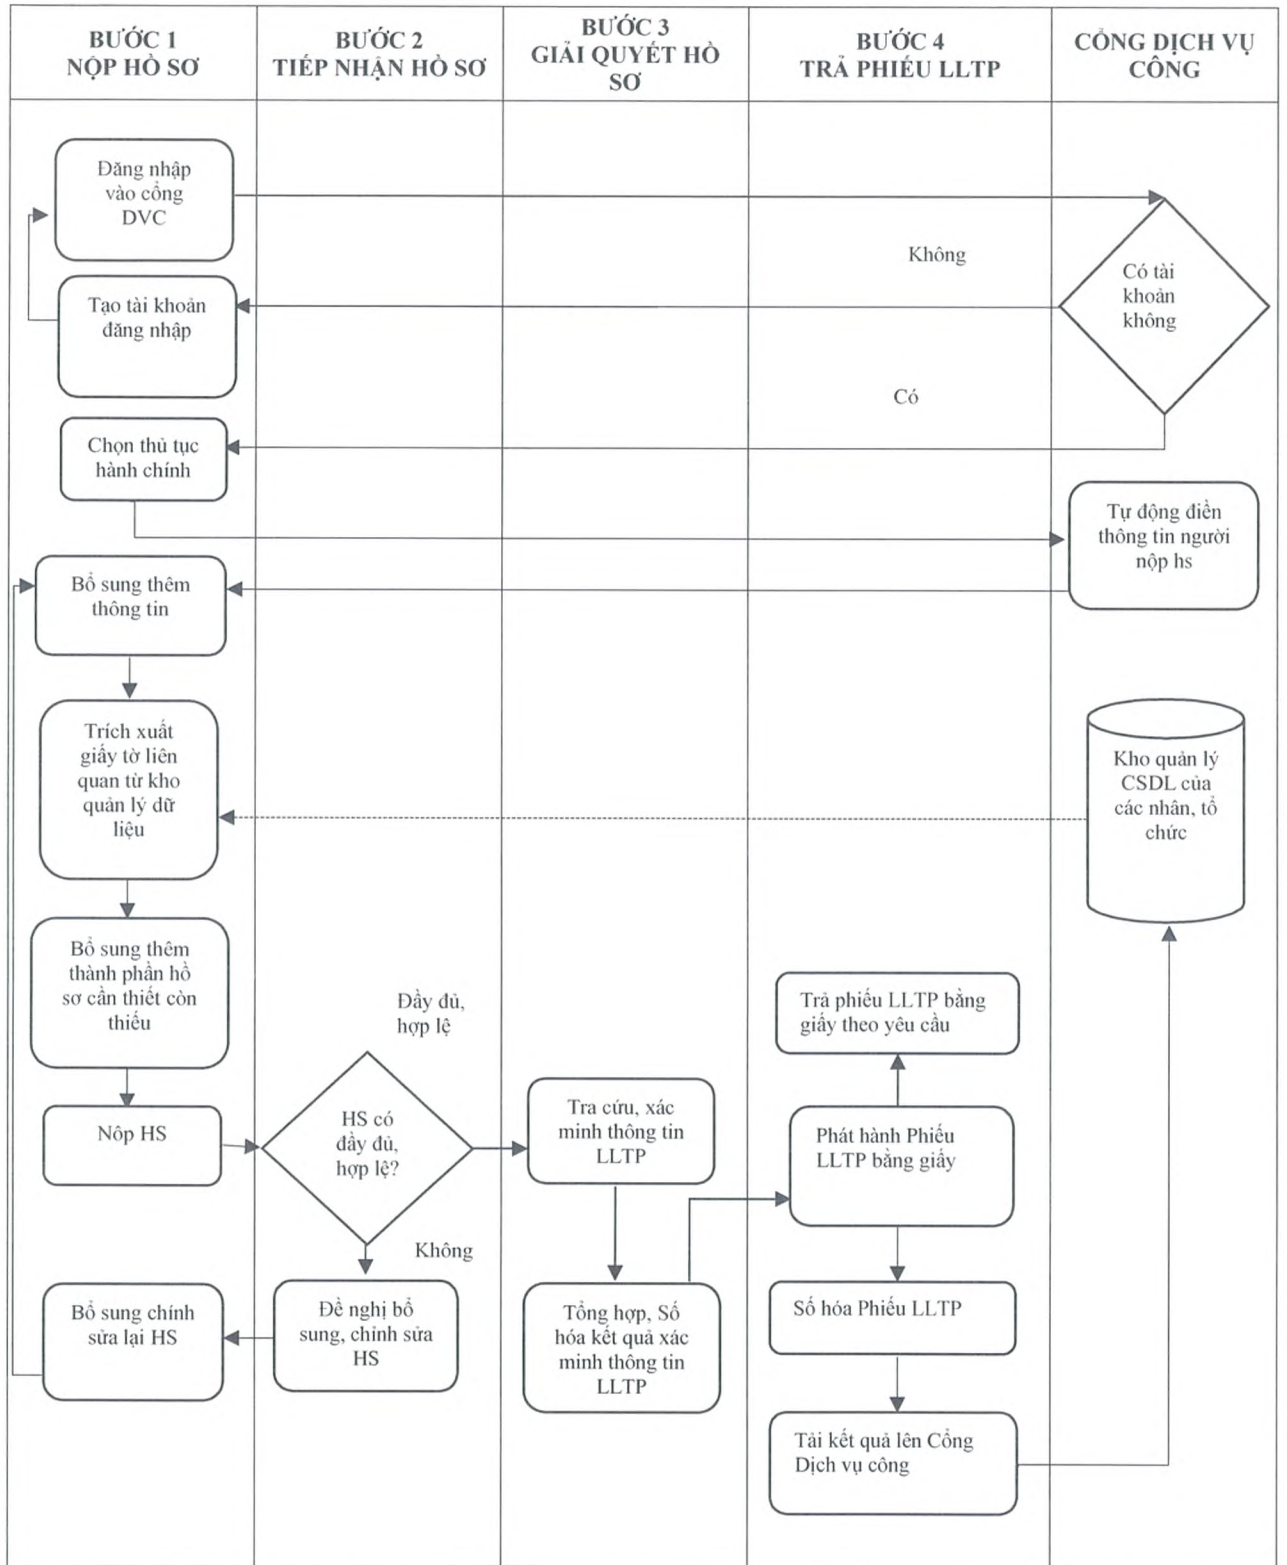 BƯỚC 1
NỘP HỒ SƠ
BƯỚC 2
TIẾP NHẬN HỒ SƠ
BƯỚC 3
GIẢI QUYẾT HỒ
SƠ
BƯỚC 4
TRẢ PHIẾU LLTP
CỔNG DỊCH VỤ
CÔNG
Đăng nhập
vào cổng
DVC
Không
Có tài
khoản
không
Tạo tài khoản
đăng nhập
Có
Chọn thủ tục
hành chính
Tự động điền
thông tin người
nộp hs
Bổ sung thêm
thông tin
Trích xuất
giấy tờ liên
quan từ kho
quản lý dữ
liệu
Kho quản lý
CSDL của
các nhân, tổ
chức
Bổ sung thêm
thành phần hồ
sơ cần thiết còn
thiếu
Đầy đủ,
hợp lệ
Trả phiếu LLTP bằng
giấy theo yêu cầu
Nộp HS
HS có
đầy đủ,
hợp lệ?
Tra cứu, xác
minh thông tin
LLTP
Phát hành Phiếu
LLTP bằng giấy
Không
Bổ sung chỉnh
sửa lại HS
Đề nghị bổ
sung, chỉnh sửa
HS
Tổng hợp, Số
hóa kết quả xác
minh thông tin
LLTP
Số hóa Phiếu LLTP
Tải kết quả lên Cổng
Dịch vụ công